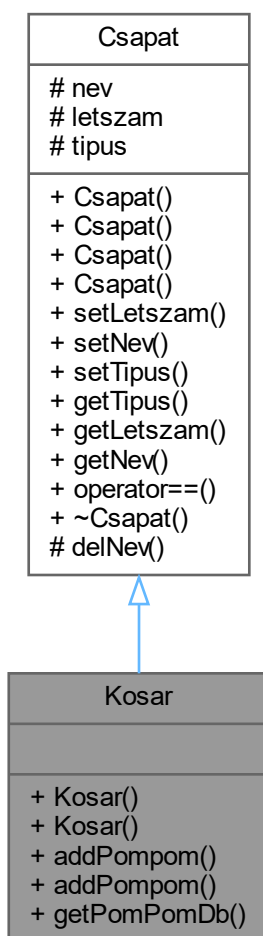 Csapat
# nev
# letszam
# tipus
+ Csapat()
+ Csapat()
+ Csapat()
+ Csapat()
+ setLetszam()
+ setNev()
+ setTipus()
+ getTipus()
+ getLetszam()
+ getNev()
+ operator==()
+ ~Csapat()
# delNev()
Kosar
+ Kosar()
+ Kosar()
+ addPompom()
+ addPompom()
+ getPomPomDb()